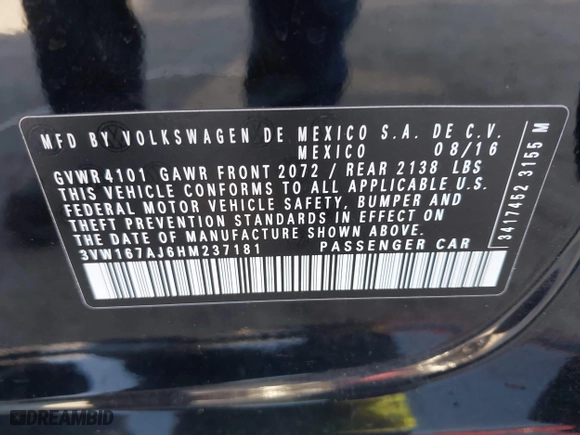 MFD BY VOLKSWAGEN DE MEXICO S.A. DE C.V.
MEXICO 08/16
GVWR4101 GAWR FRONT 2072 / REAR 2138 LBS
THIS VEHICLE CONFORMS TO ALL APPLICABLE U.S.
FEDERAL MOTOR VEHICLE SAFETY, BUMPER AND
THEFT PREVENTION STANDARDS IN EFFECT ON
THE DATE OF MANUFACTURE SHOWN ABOVE.
3VW167AJ6HM237181 PASSENGER CAR
3417452 3155 M
DREAMBID